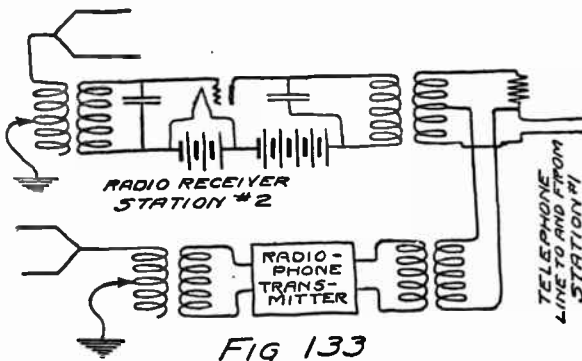 RADIO RECEIVER
STATION #2
RADIO-
PHONE
TRANS-
MITTER
TELEPHONE
LINE TO AND FROM
STATION #1
FIG 133